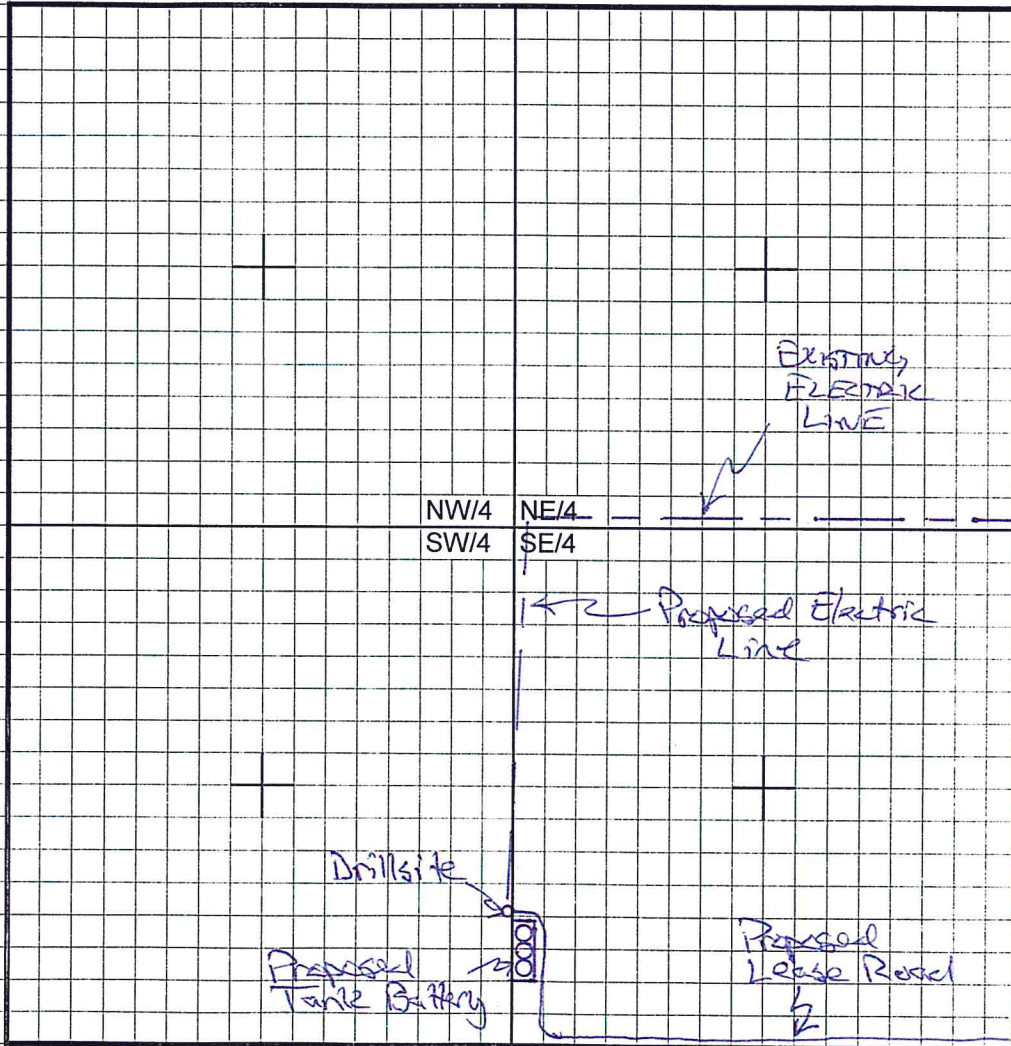 EXISTING
ELECTRIC
LINE
NW/4 NE/4
SW/4 SE/4
Proposed Electric
Line
Drillsite
Proposed
Tank Battery
Proposed
Lease Road